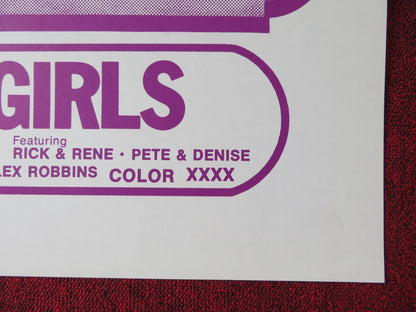 GIRLS
Featuring
RICK & RENE · PETE & DENISE
LEX ROBBINS COLOR XXXX